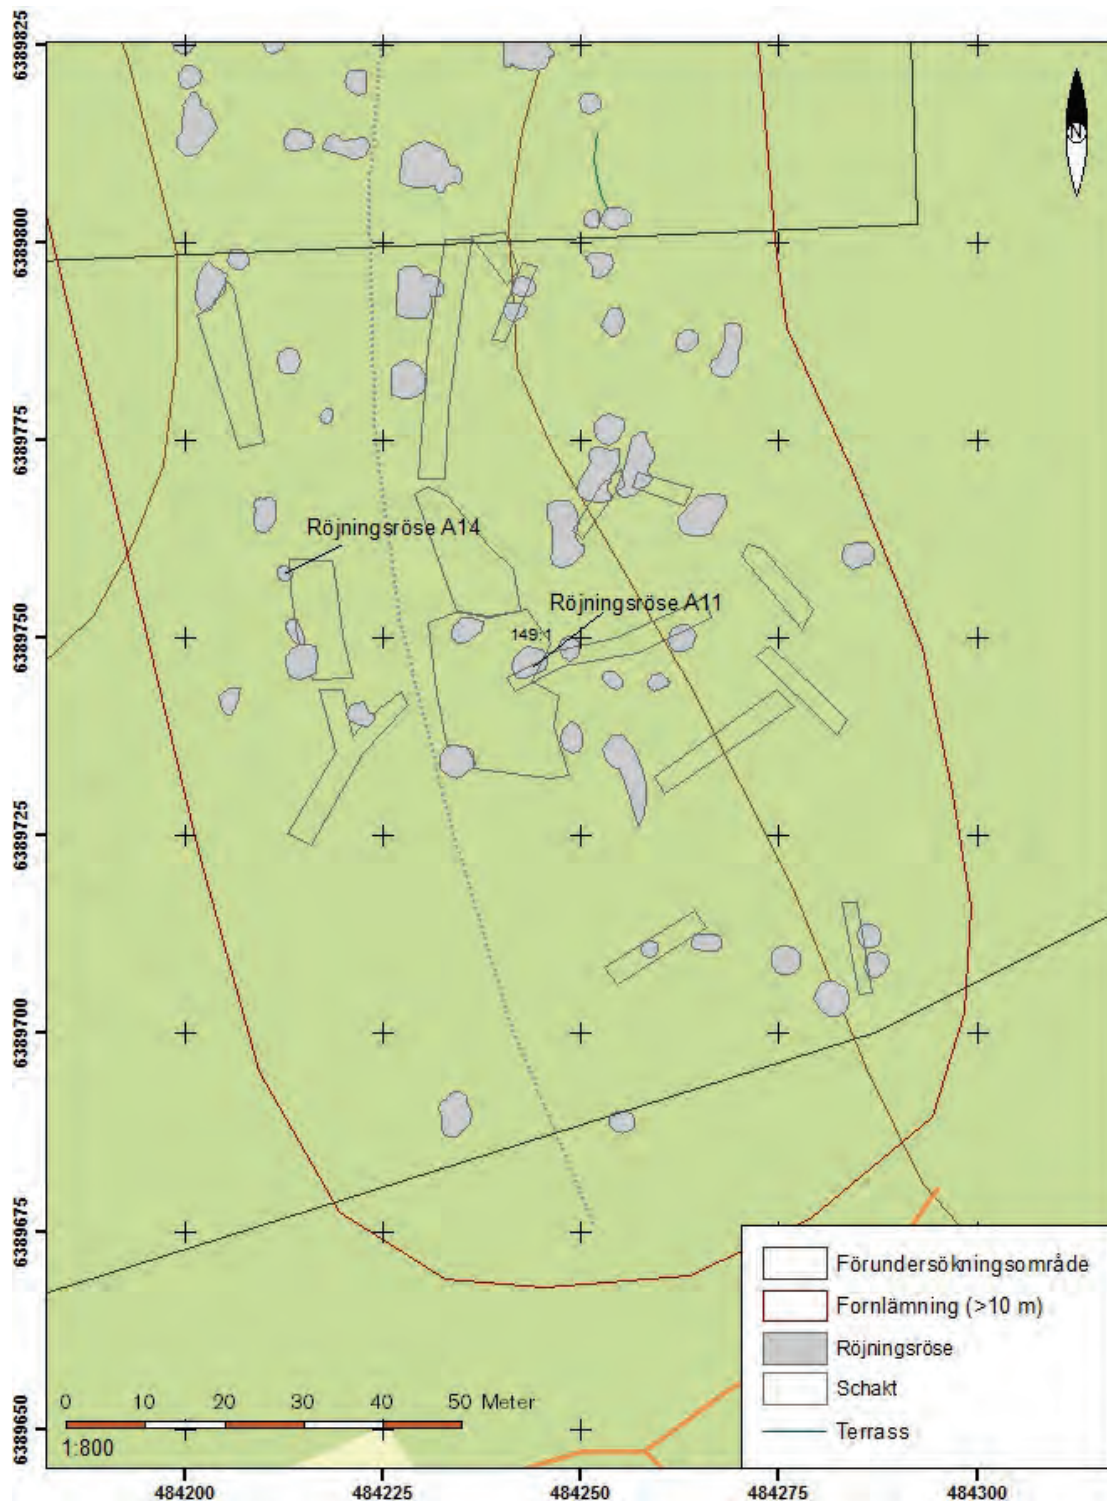 6389825
N
6389800
6389775
Röjningsröse A14
Röjningsröse A11
6389750
149:1
6389725
6389700
6389675
Förundersökningsområde
Fornlämning (>10 m)
Röjningsröse
Schakt
Terrass
0 10 20 30 40 50 Meter
1:800
6389650
484200 484225 484250 484275 484300